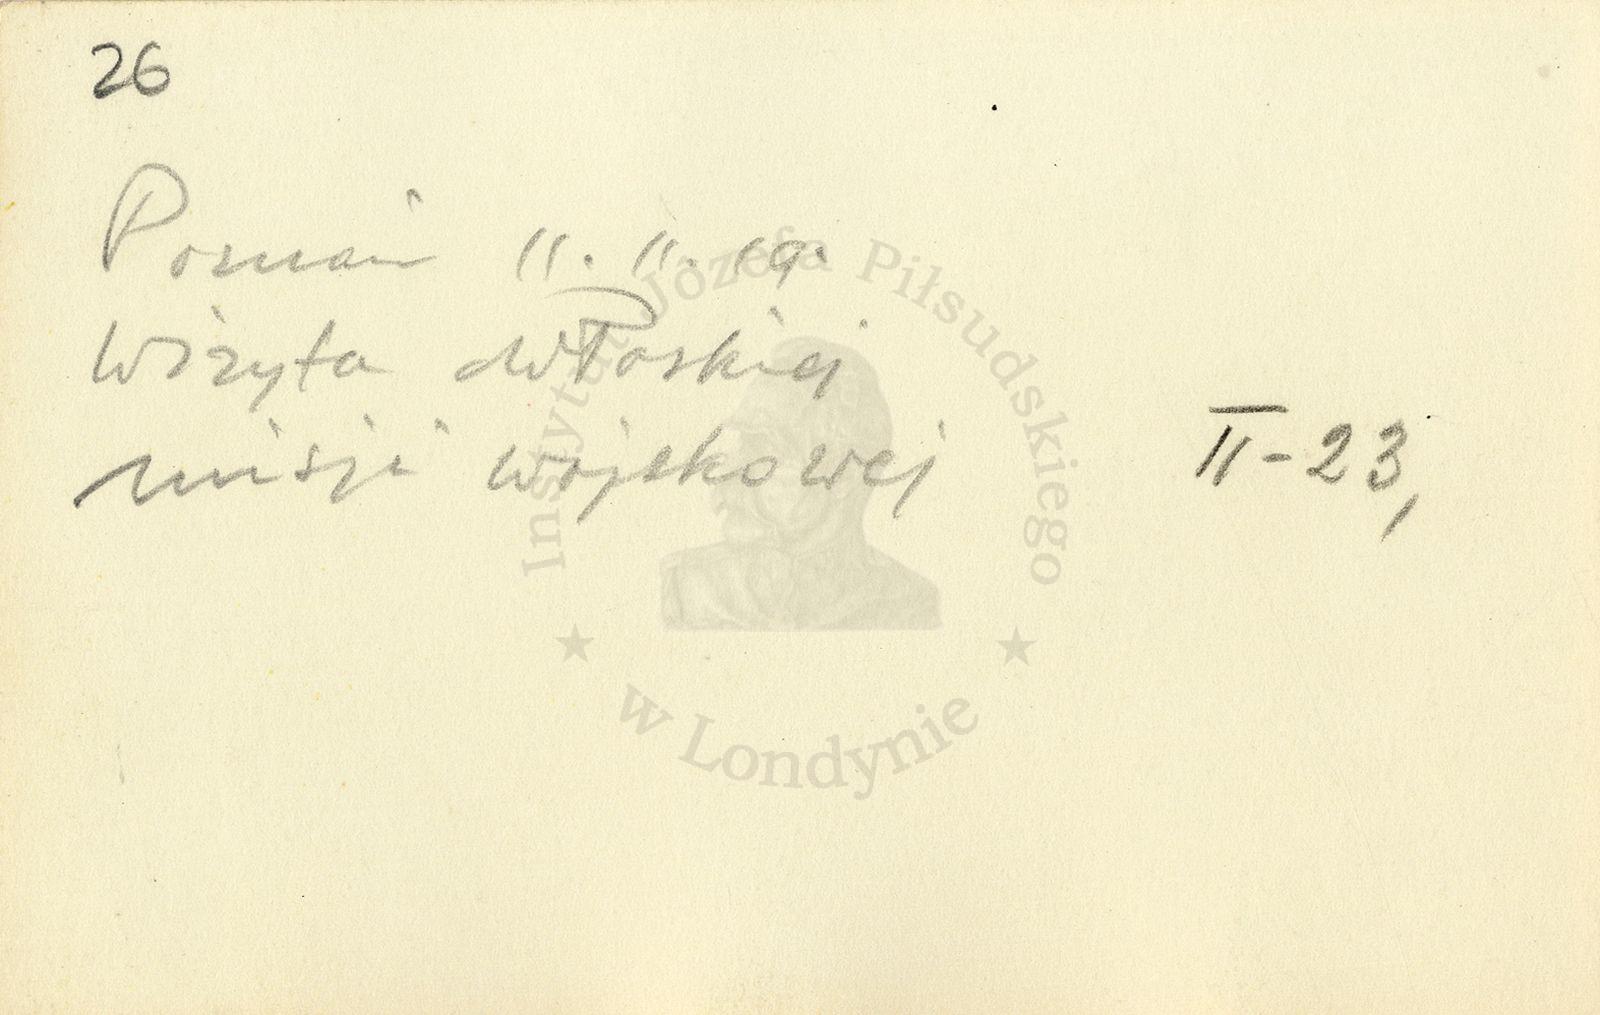 26
Poznań 11. 11. 19.
Wizyta włoskiej
misji wojskowej
II-23,
Instytut Józefa Piłsudskiego
★ ★
w Londynie